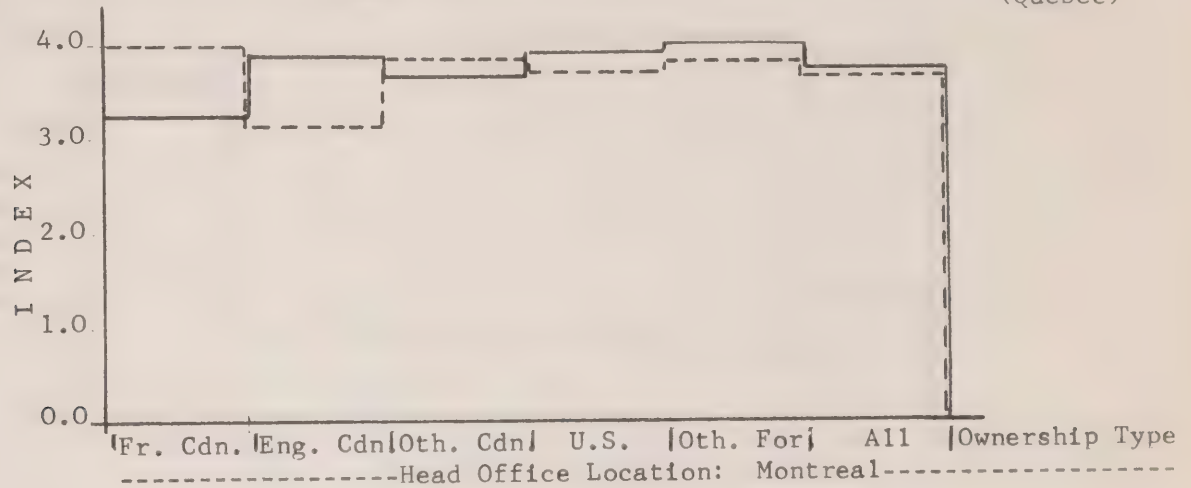 (Quebec)
4.0
3.0
2.0
1.0
0.0
INDEX
Fr. Cdn. Eng. Cdn Oth. Cdn U.S. Oth. For All Ownership Type
Head Office Location: Montreal